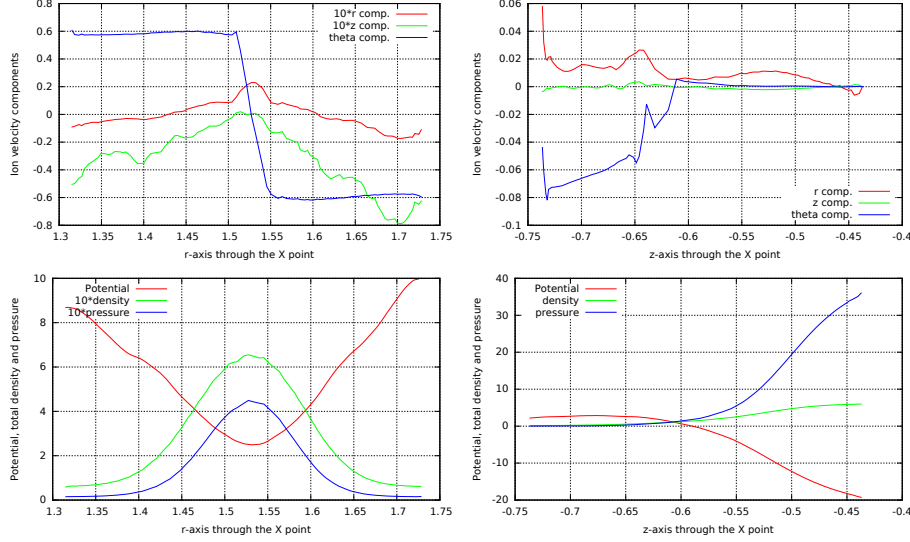 Ion velocity components
0.8
0.6
0.4
0.2
0
-0.2
-0.4
-0.6
-0.8
10*r comp.
10*z comp.
theta comp.
1.3 1.35 1.4 1.45 1.5 1.55 1.6 1.65 1.7 1.75
r-axis through the X point
Ion velocity components
0.06
0.04
0.02
0
-0.02
-0.04
-0.06
-0.08
-0.1
r comp.
z comp.
theta comp.
-0.75 -0.7 -0.65 -0.6 -0.55 -0.5 -0.45 -0.4
z-axis through the X point
Potential, total density and pressure
10
8
6
4
2
0
Potential
10*density
10*pressure
1.3 1.35 1.4 1.45 1.5 1.55 1.6 1.65 1.7 1.75
r-axis through the X point
Potential, total density and pressure
40
30
20
10
0
-10
-20
Potential
density
pressure
-0.75 -0.7 -0.65 -0.6 -0.55 -0.5 -0.45 -0.4
z-axis through the X point